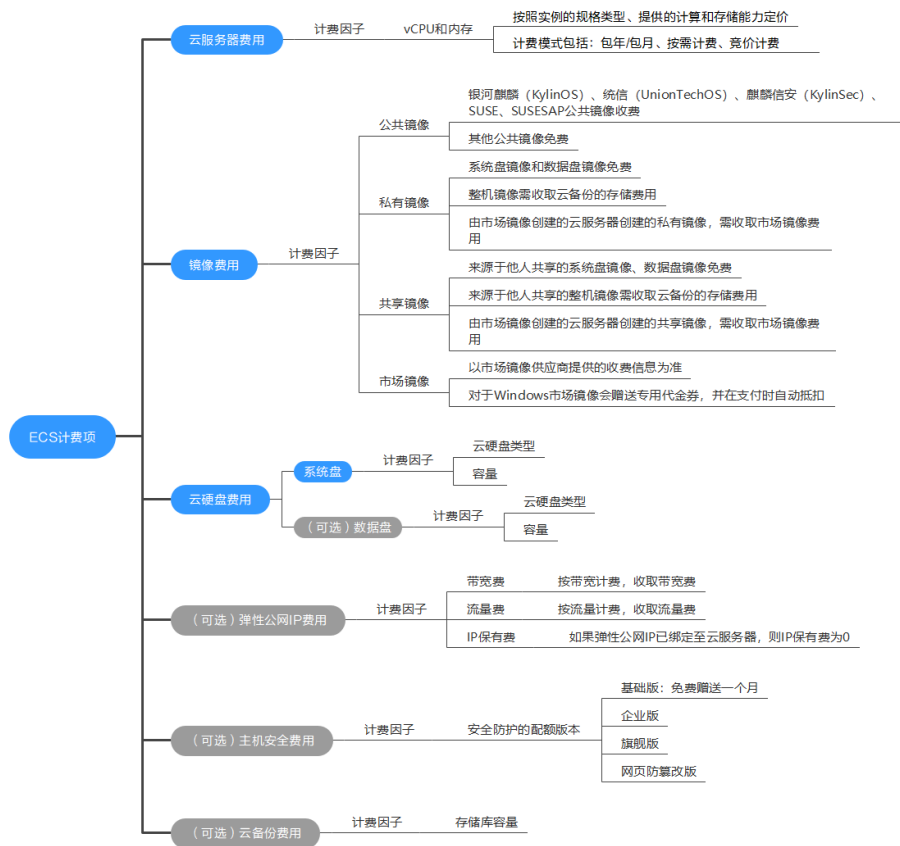 ECS计费项
云服务器费用
计费因子
vCPU和内存
按照实例的规格类型、提供的计算和存储能力定价
计费模式包括：包年/包月、按需计费、竞价计费
镜像费用
计费因子
公共镜像
银河麒麟（KylinOS）、统信（UnionTechOS）、麒麟信安（KylinSec）、
SUSE、SUSESAP公共镜像收费
其他公共镜像免费
私有镜像
系统盘镜像和数据盘镜像免费
整机镜像需收取云备份的存储费用
由市场镜像创建的云服务器创建的私有镜像，需收取市场镜像费
用
共享镜像
来源于他人共享的系统盘镜像、数据盘镜像免费
来源于他人共享的整机镜像需收取云备份的存储费用
由市场镜像创建的云服务器创建的共享镜像，需收取市场镜像费
用
市场镜像
以市场镜像供应商提供的收费信息为准
对于Windows市场镜像会赠送专用代金券，并在支付时自动抵扣
云硬盘费用
系统盘
计费因子
云硬盘类型
容量
（可选）数据盘
计费因子
云硬盘类型
容量
（可选）弹性公网IP费用
计费因子
带宽费
按带宽计费，收取带宽费
流量费
按流量计费，收取流量费
IP保有费
如果弹性公网IP已绑定至云服务器，则IP保有费为0
（可选）主机安全费用
计费因子
安全防护的配额版本
基础版：免费赠送一个月
企业版
旗舰版
网页防篡改版
（可选）云备份费用
计费因子
存储库容量